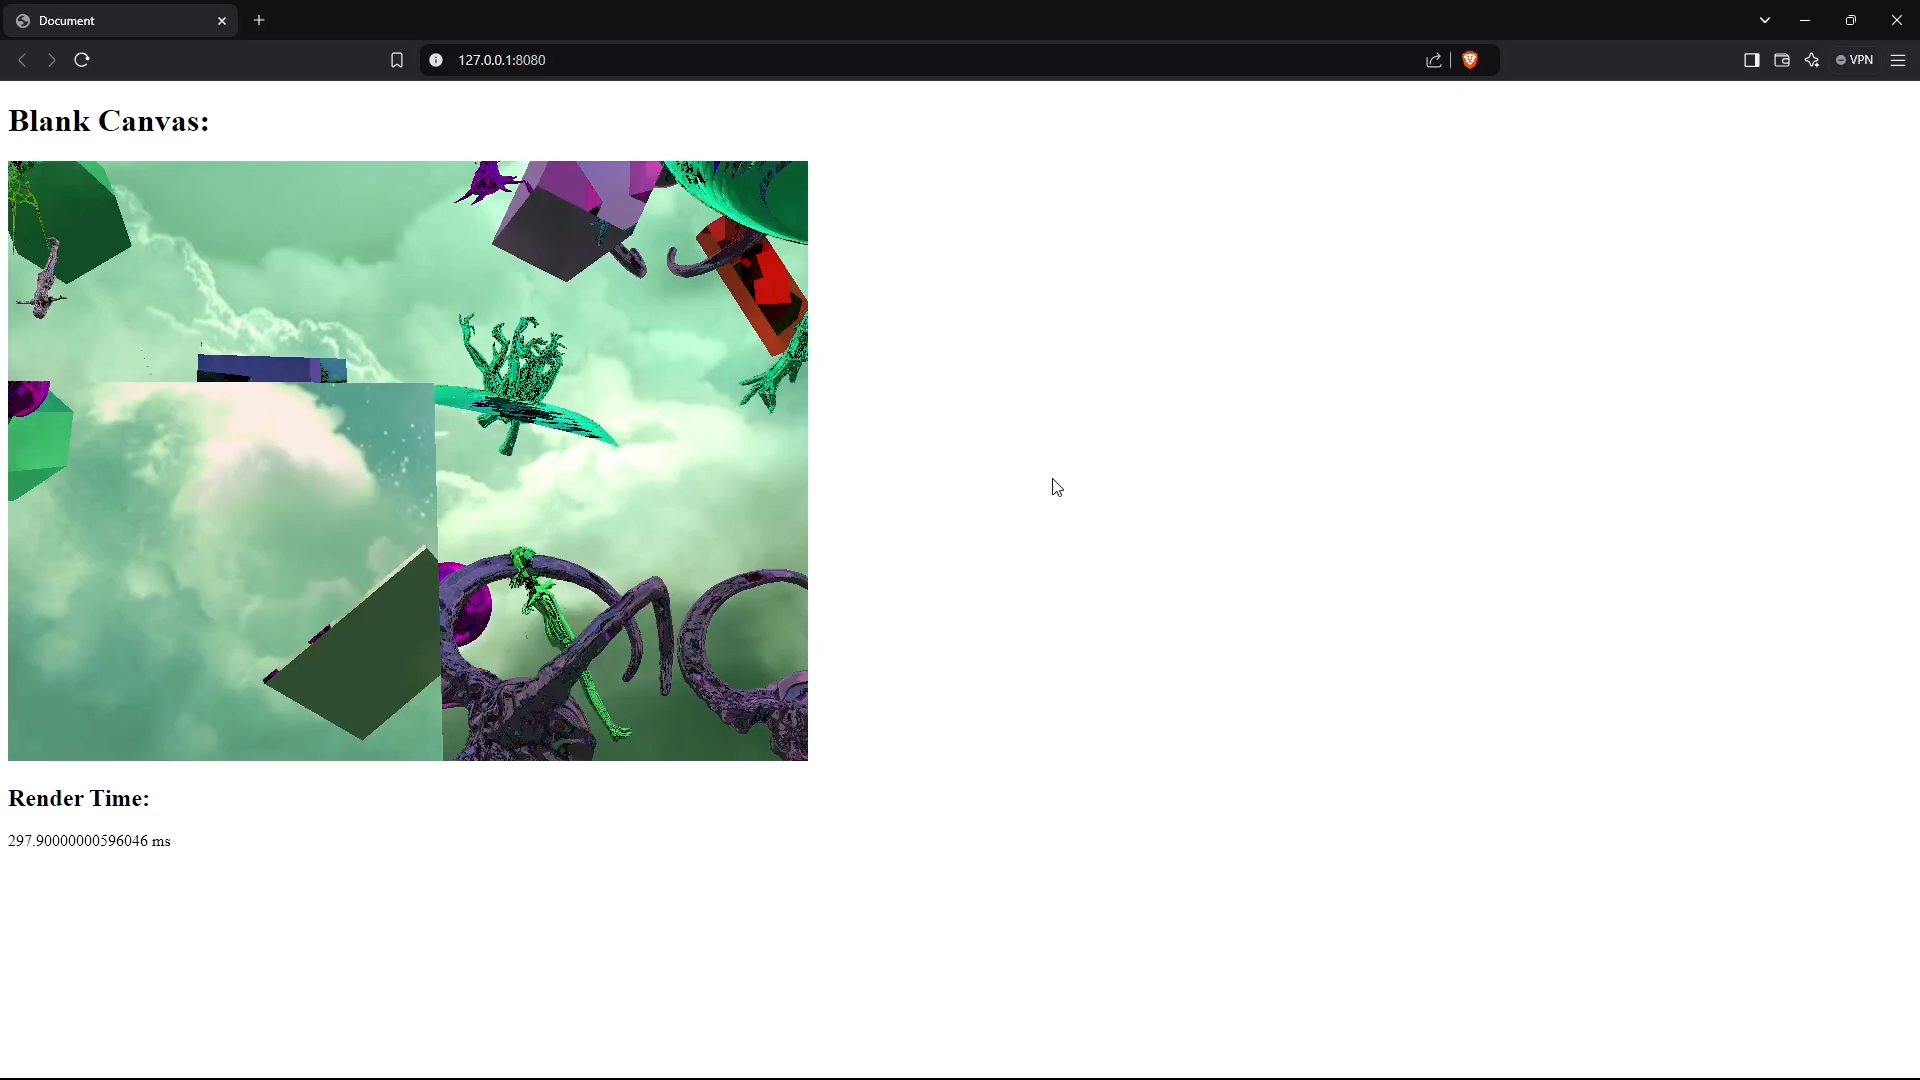 Document
127.0.0.1:8080
VPN
Blank Canvas:
Render Time:
297.90000000596046 ms